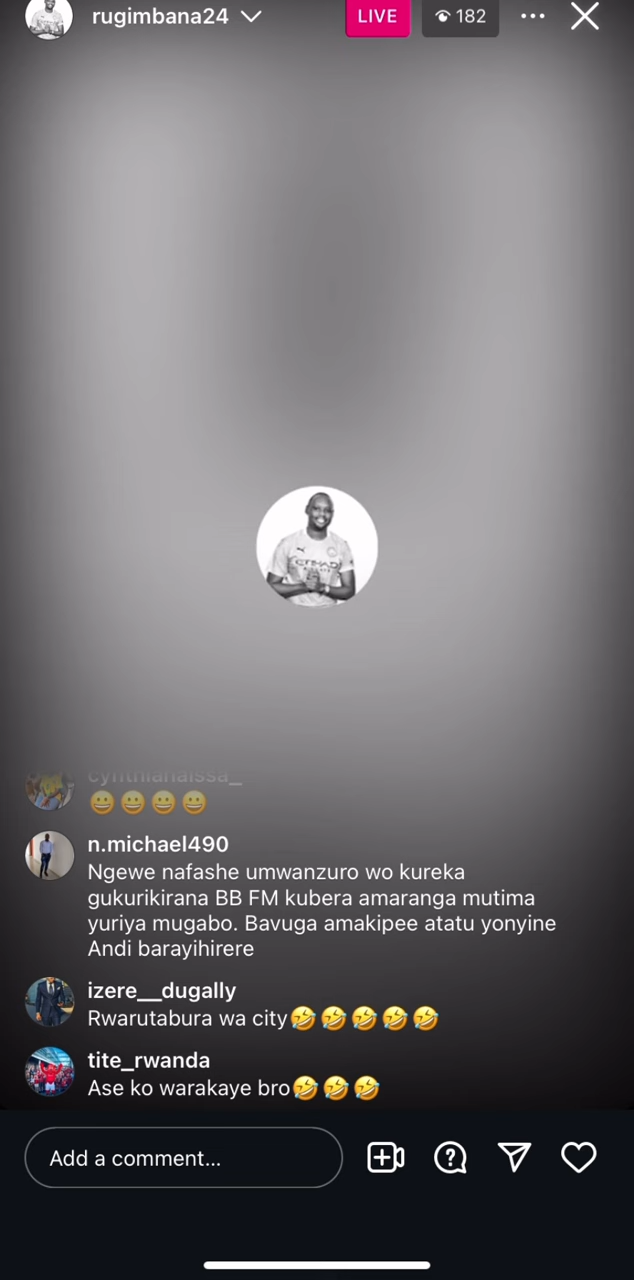 rugimbana24
LIVE
182
cynthianaissa_
😀 😀 😀 😀
n.michael490
Ngewe nafashe umwanzuro wo kureka
gukurikirana BB FM kubera amaranga mutima
yuriya mugabo. Bavuga amakipee atatu yonyine
Andi barayihirere
izere__dugally
Rwarutabura wa city🤣🤣🤣🤣🤣
tite_rwanda
Ase ko warakaye bro🤣🤣🤣
Add a comment...